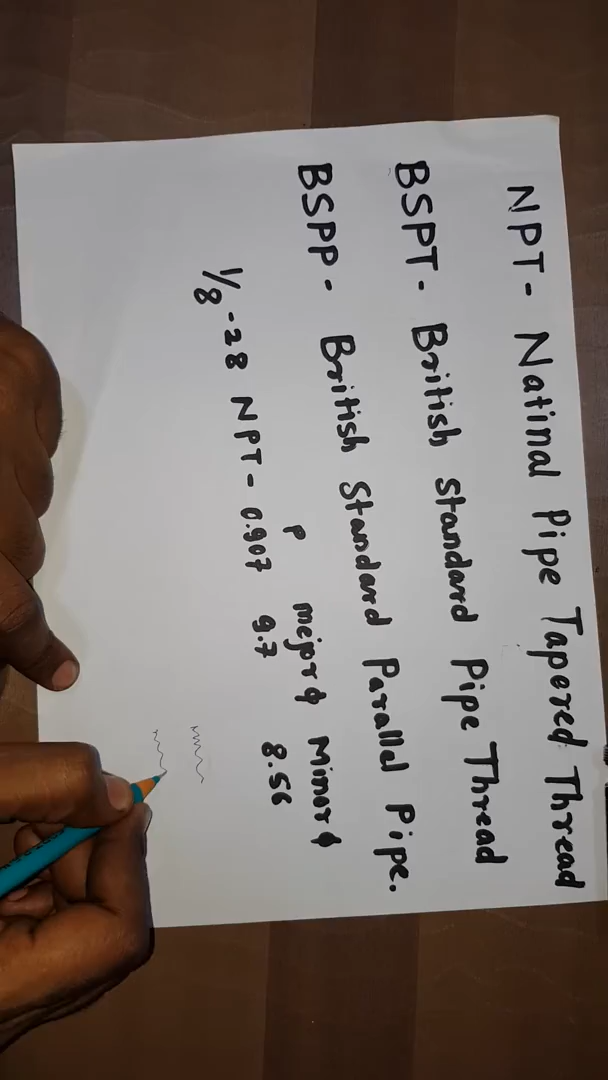 NPT- Natinal Pipe Tapered Thread
BSPT- British standard Pipe Thread
BSPP- British Standard Parallel Pipe.
P mejor ϕ Minor ϕ
1/8 -28 NPT- 0.907 9.7 8.56